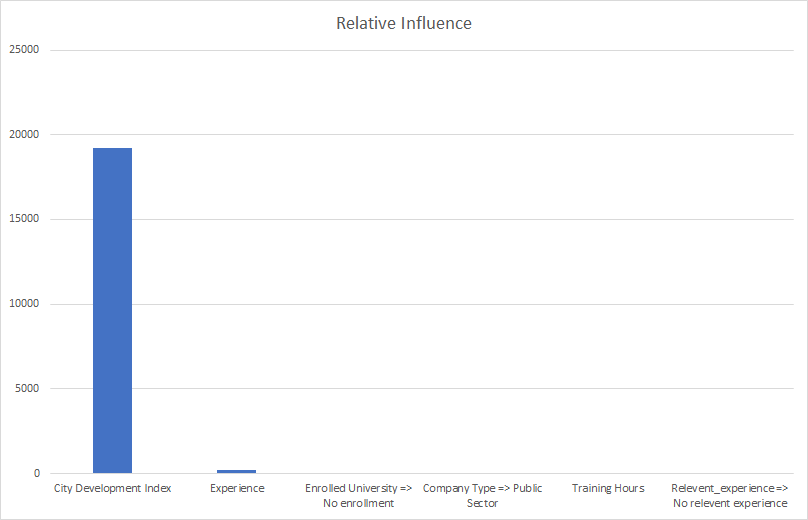 Relative Influence
25000
20000
15000
10000
5000
0
City Development Index
Experience
Enrolled University =>
No enrollment
Company Type => Public
Sector
Training Hours
Relevent_experience =>
No relevent experience